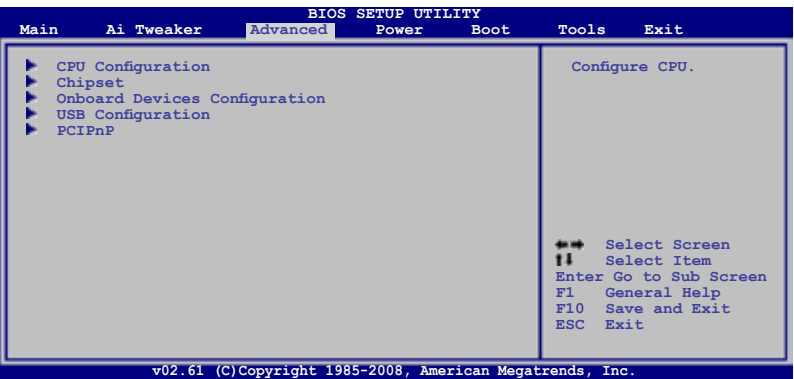 BIOS SETUP UTILITY
Main Ai Tweaker Advanced Power Boot Tools Exit
CPU Configuration
Chipset
Onboard Devices Configuration
USB Configuration
PCIPnP
Configure CPU.
Select Screen
Select Item
Enter Go to Sub Screen
F1 General Help
F10 Save and Exit
ESC Exit
v02.61 (C)Copyright 1985-2008, American Megatrends, Inc.